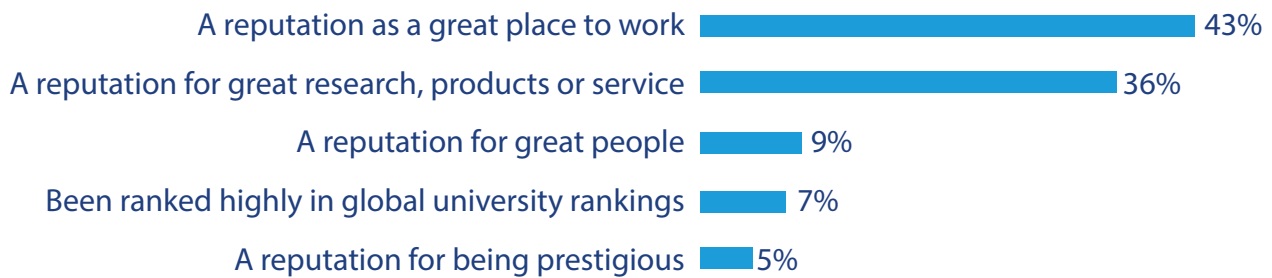 A reputation as a great place to work 43%
A reputation for great research, products or service 36%
A reputation for great people 9%
Been ranked highly in global university rankings 7%
A reputation for being prestigious 5%